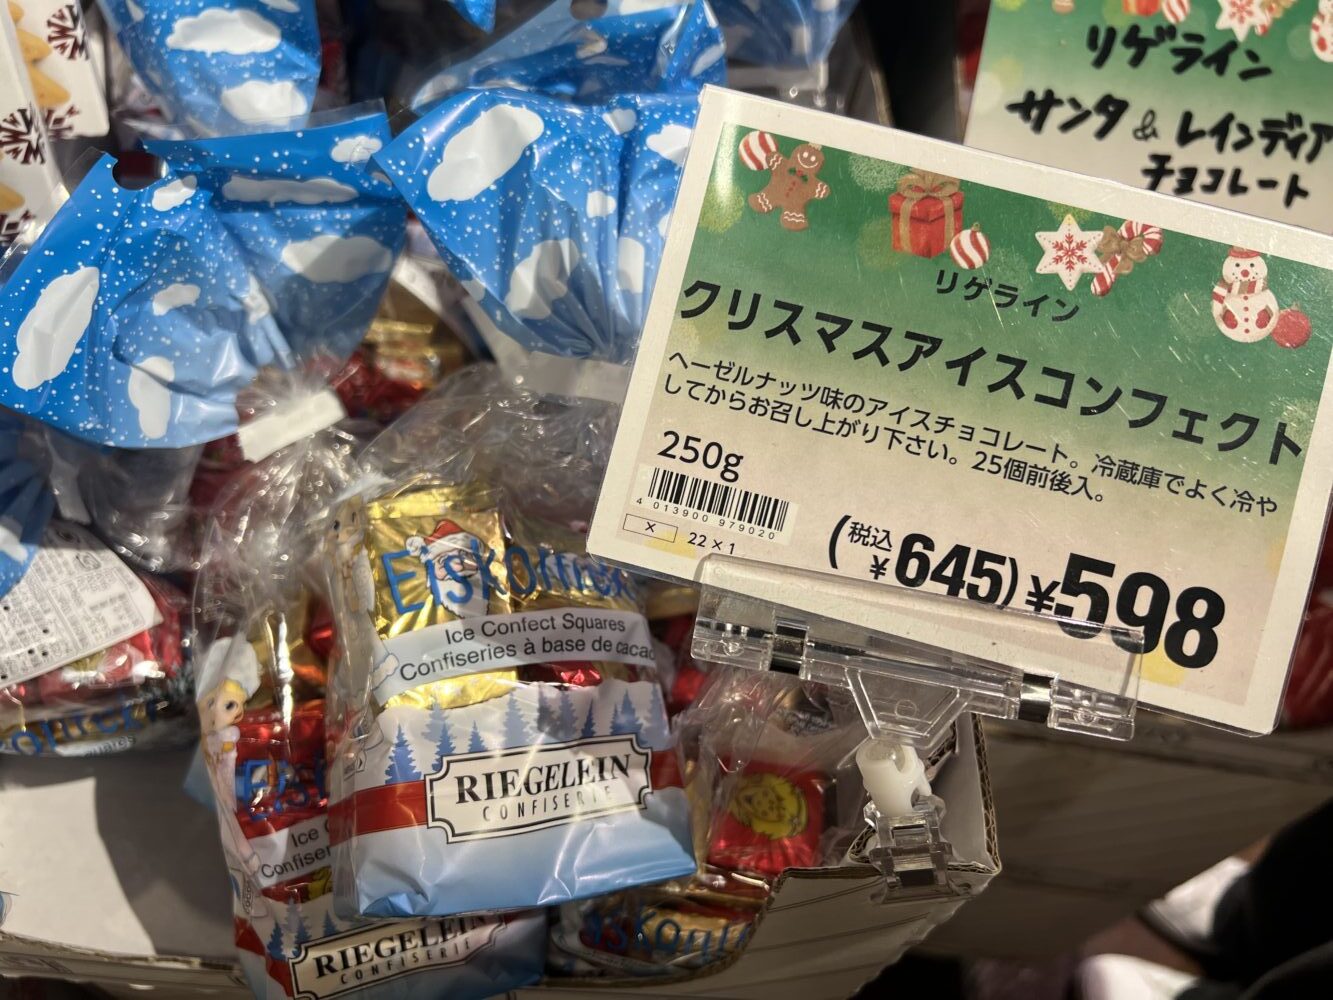 リゲライン
サンタ & レインディア
チョコレート
リゲライン
クリスマスアイスコンフェクト
ヘーゼルナッツ味のアイスチョコレート。冷蔵庫でよく冷や
してからお召し上がり下さい。25個前後入。
250g
4 013900 979020
× 22×1
(税込 ¥645) ¥598
Eiskonfekt
Ice Confect Squares
Confiseries à base de cacao
RIEGELEIN
CONFISERIE
Eis
Ice C
Confiser
RIEGELEIN
CONFISERIE